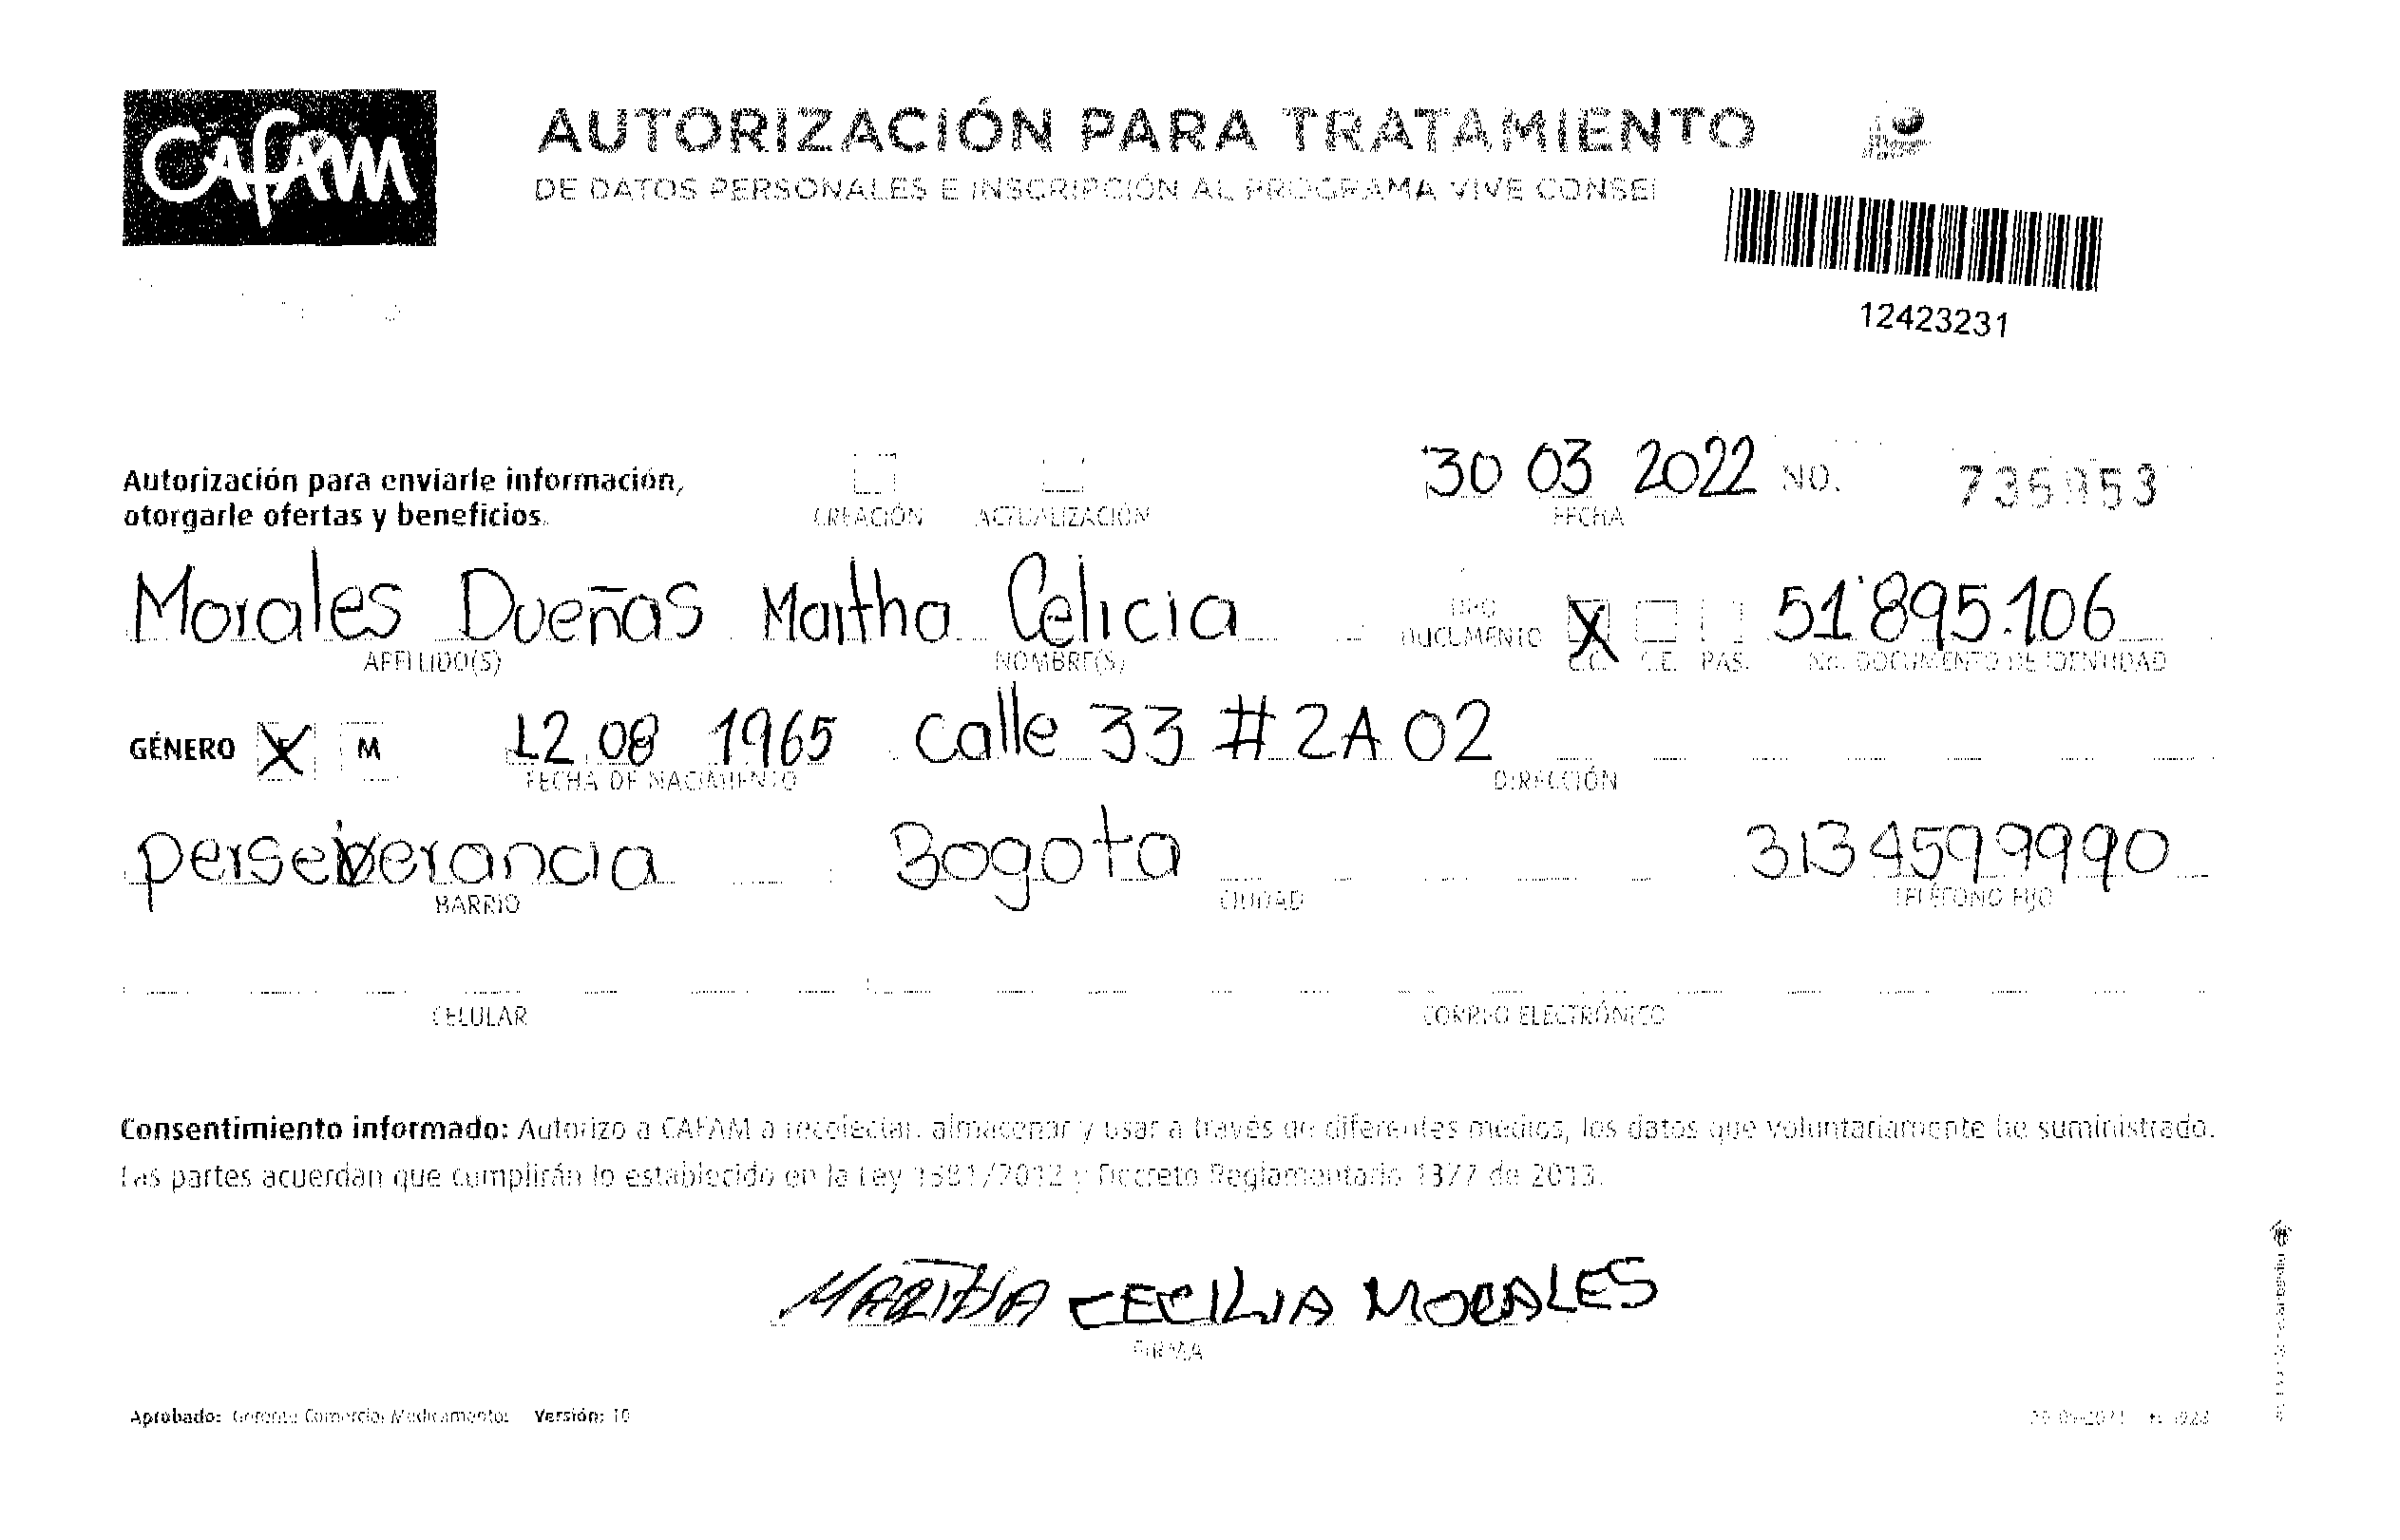 CAFAM
AUTORIZACIÓN PARA TRATAMIENTO
DE DATOS PERSONALES E INSCRIPCIÓN AL PROGRAMA VIVE CONSEI
12423231
Autorización para enviarle información,
otorgarle ofertas y beneficios.
CREACIÓN ACTUALIZACIÓN
30 03 2022 NO.
FECHA
Morales Dueñas Martha Celicia TIPO DOCUMENTO X 51'895.106
APELLIDO(S) NOMBRE(S) C.C. C.E. PAS. No. DOCUMENTO DE IDENTIDAD
GÉNERO X M 12 08 1965 Calle 33 # 2A 02
FECHA DE NACIMIENTO DIRECCIÓN
perseverancia Bogota 3134599990
BARRIO CIUDAD TELÉFONO FIJO
CELULAR CORREO ELECTRÓNICO
Consentimiento informado: Autorizo a CAFAM a recolectar, almacenar y usar a través de diferentes medios, los datos que voluntariamente he suministrado.
Las partes acuerdan que cumplirán lo establecido en la Ley 1581/2012 y Decreto Reglamentario 1377 de 2013.
MARTHA CECILIA MORALES
FIRMA
Aprobado: Gerente Comercial Medicamentos Versión: 10